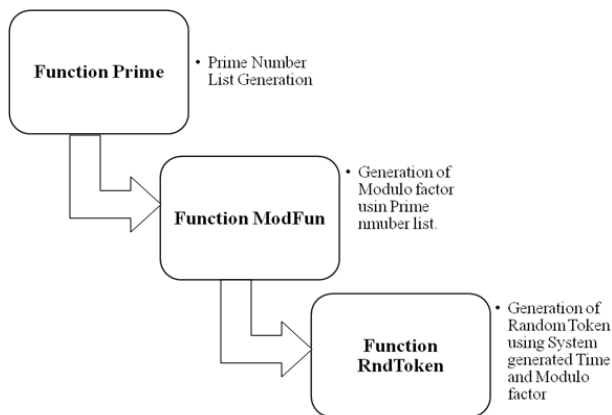 Function Prime
• Prime Number
List Generation
Function ModFun
• Generation of
Modulo factor
usin Prime
nmuber list.
Function
RndToken
• Generation of
Random Token
using System
generated Time
and Modulo
factor